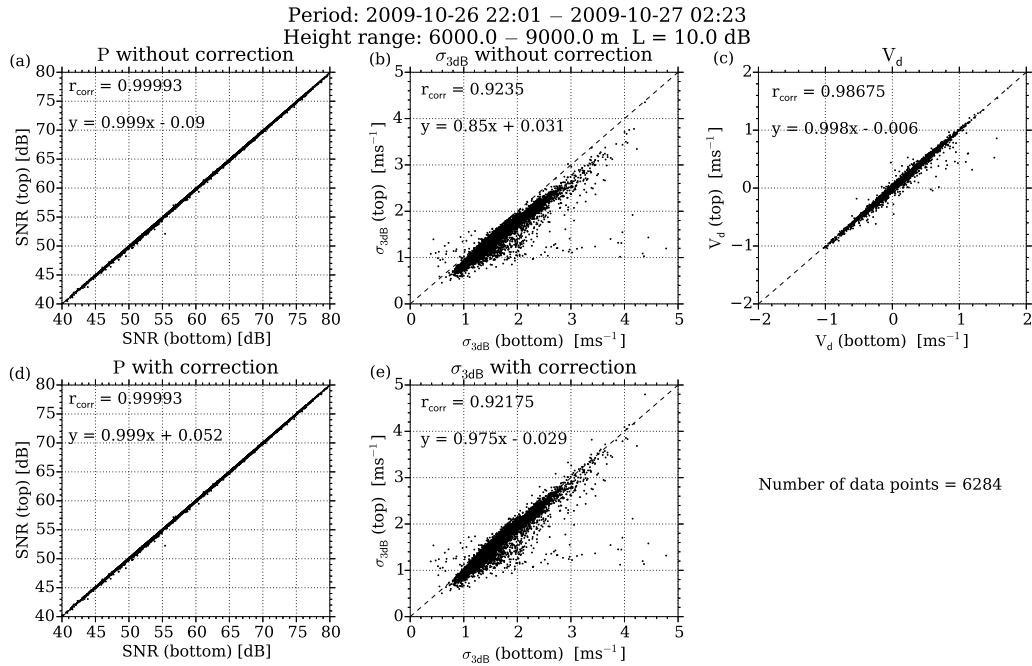 Period: 2009-10-26 22:01 − 2009-10-27 02:23
Height range: 6000.0 − 9000.0 m L = 10.0 dB
(a)
P without correction
r_corr = 0.99993
y = 0.999x - 0.09
SNR (top) [dB]
80
75
70
65
60
55
50
45
40
40 45 50 55 60 65 70 75 80
SNR (bottom) [dB]
(b)
σ_3dB without correction
r_corr = 0.9235
y = 0.85x + 0.031
σ_3dB (top) [ms⁻¹]
5
4
3
2
1
0
0 1 2 3 4 5
σ_3dB (bottom) [ms⁻¹]
(c)
V_d
r_corr = 0.98675
y = 0.998x - 0.006
V_d (top) [ms⁻¹]
2
1
0
−1
−2
−2 −1 0 1 2
V_d (bottom) [ms⁻¹]
(d)
P with correction
r_corr = 0.99993
y = 0.999x + 0.052
SNR (top) [dB]
80
75
70
65
60
55
50
45
40
40 45 50 55 60 65 70 75 80
SNR (bottom) [dB]
(e)
σ_3dB with correction
r_corr = 0.92175
y = 0.975x - 0.029
σ_3dB (top) [ms⁻¹]
5
4
3
2
1
0
0 1 2 3 4 5
σ_3dB (bottom) [ms⁻¹]
Number of data points = 6284